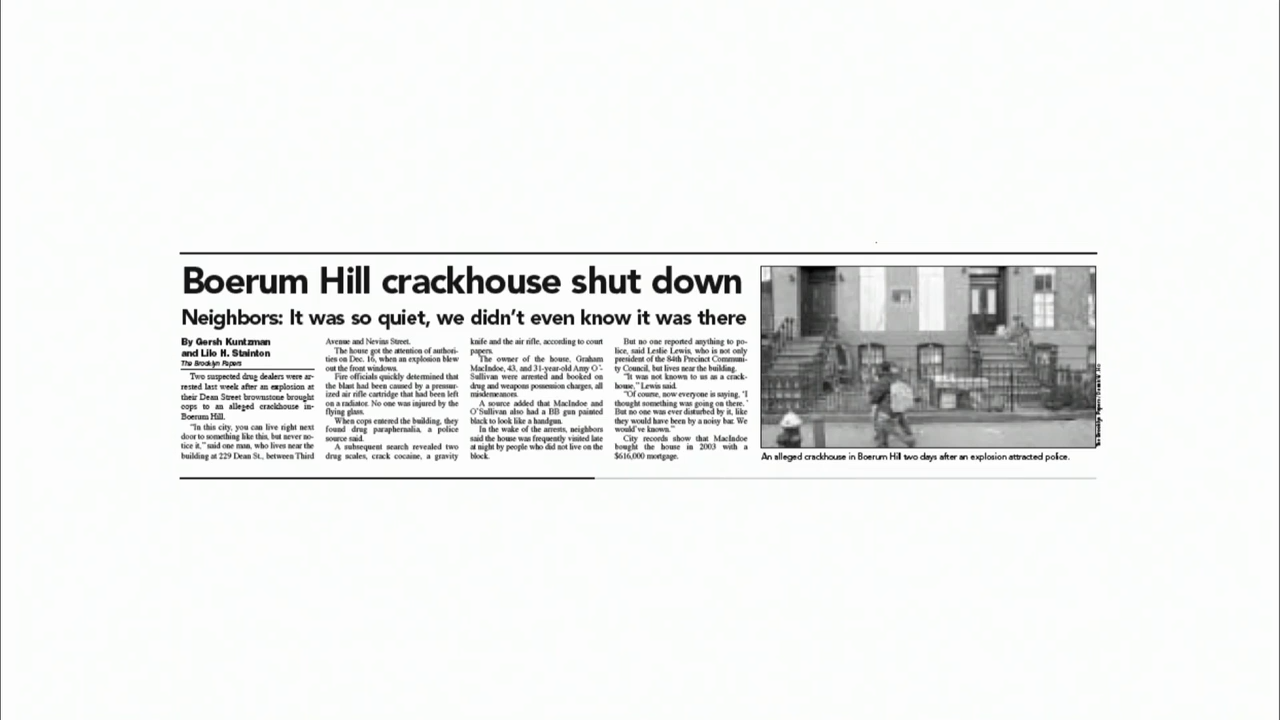 Boerum Hill crackhouse shut down
Neighbors: It was so quiet, we didn't even know it was there
By Gersh Kuntzman
and Lilo H. Stainton
The Brooklyn Papers
Two suspected drug dealers were ar-
rested last week after an explosion at
their Dean Street brownstone brought
cops to an alleged crackhouse in
Boerum Hill.
"In this city, you can live right next
door to something like this, but never no-
tice it," said one man, who lives near the
building at 229 Dean St., between Third
Avenue and Nevins Street.
The house got the attention of authori-
ties on Dec. 16, when an explosion blew
out the front windows.
Fire officials quickly determined that
the blast had been caused by a pressur-
ized air rifle cartridge that had been left
on a radiator. No one was injured by the
flying glass.
When cops entered the building, they
found drug paraphernalia, a police
source said.
A subsequent search revealed two
drug scales, crack cocaine, a gravity
knife and the air rifle, according to court
papers.
The owner of the house, Graham
MacIndoe, 43, and 31-year-old Amy O'-
Sullivan were arrested and booked on
drug and weapons possession charges, all
misdemeanors.
A source added that MacIndoe and
O'Sullivan also had a BB gun painted
black to look like a handgun.
In the wake of the arrests, neighbors
said the house was frequently visited late
at night by people who did not live on the
block.
But no one reported anything to po-
lice, said Leslie Lewis, who is not only
president of the 84th Precinct Communi-
ty Council, but lives near the building.
"It was not known to us as a crack-
house," Lewis said.
"Of course, now everyone is saying, 'I
thought something was going on there.'
But no one was ever disturbed by it, like
they would have been by a noisy bar. We
would've known."
City records show that MacIndoe
bought the house in 2003 with a
$616,000 mortgage.
An alleged crackhouse in Boerum Hill two days after an explosion attracted police.